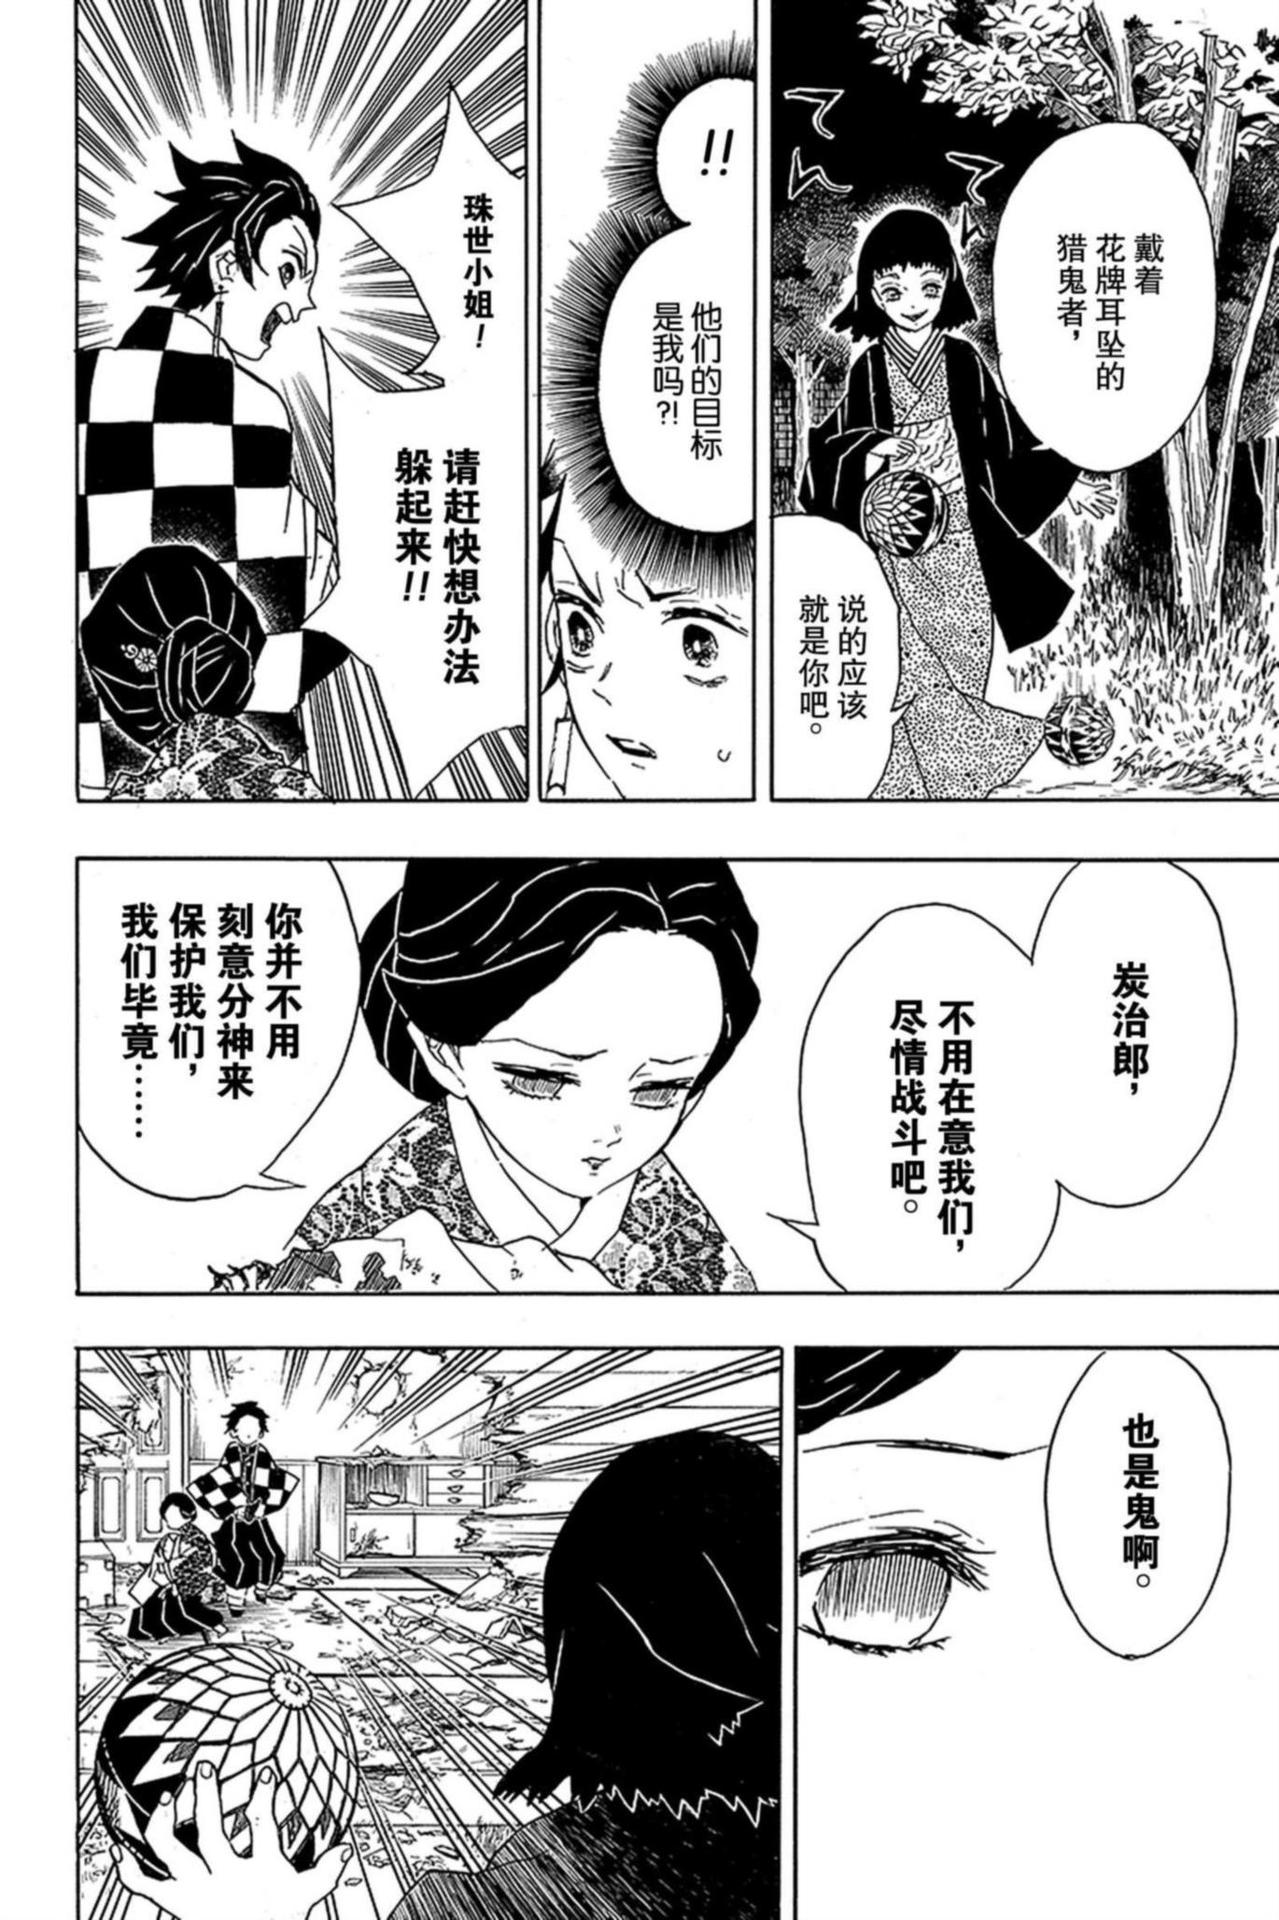 戴着
花牌耳坠的
猎鬼者，
说的应该
就是你吧。
!!
他们的目标
是我吗?!
珠世小姐！
请赶快想办法
躲起来!!
炭治郎，
不用在意我们，
尽情战斗吧。
你并不用
刻意分神来
保护我们，
我们毕竟……
也是鬼啊。